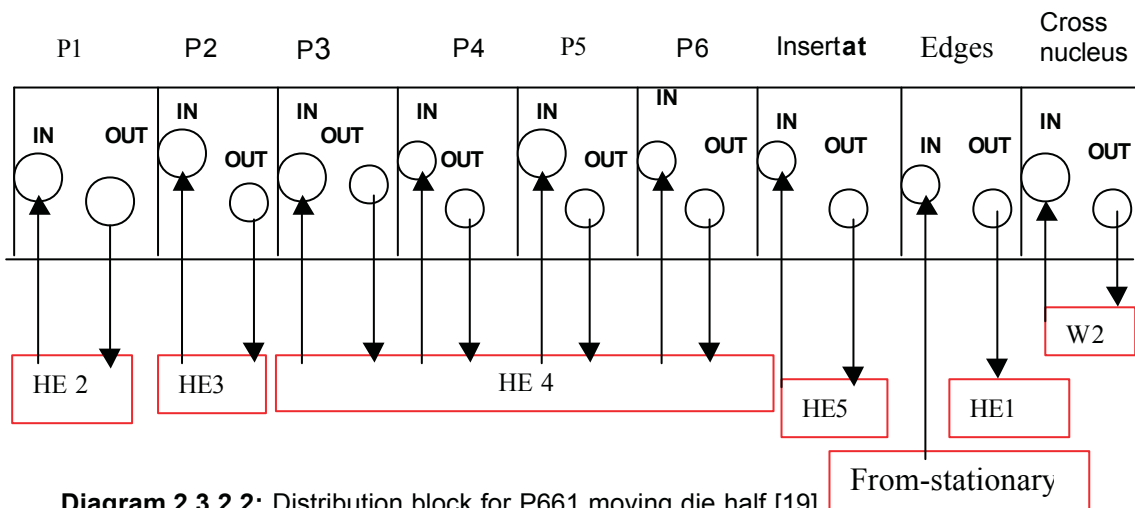 P1 P2 P3 P4 P5 P6 Insertat Edges Cross nucleus
IN OUT IN OUT IN OUT IN OUT IN OUT IN OUT IN OUT IN OUT IN OUT
HE 2 HE3 HE 4 HE5 HE1 W2
From-stationary
Diagram 2.3.2.2: Distribution block for P661 moving die half [19]